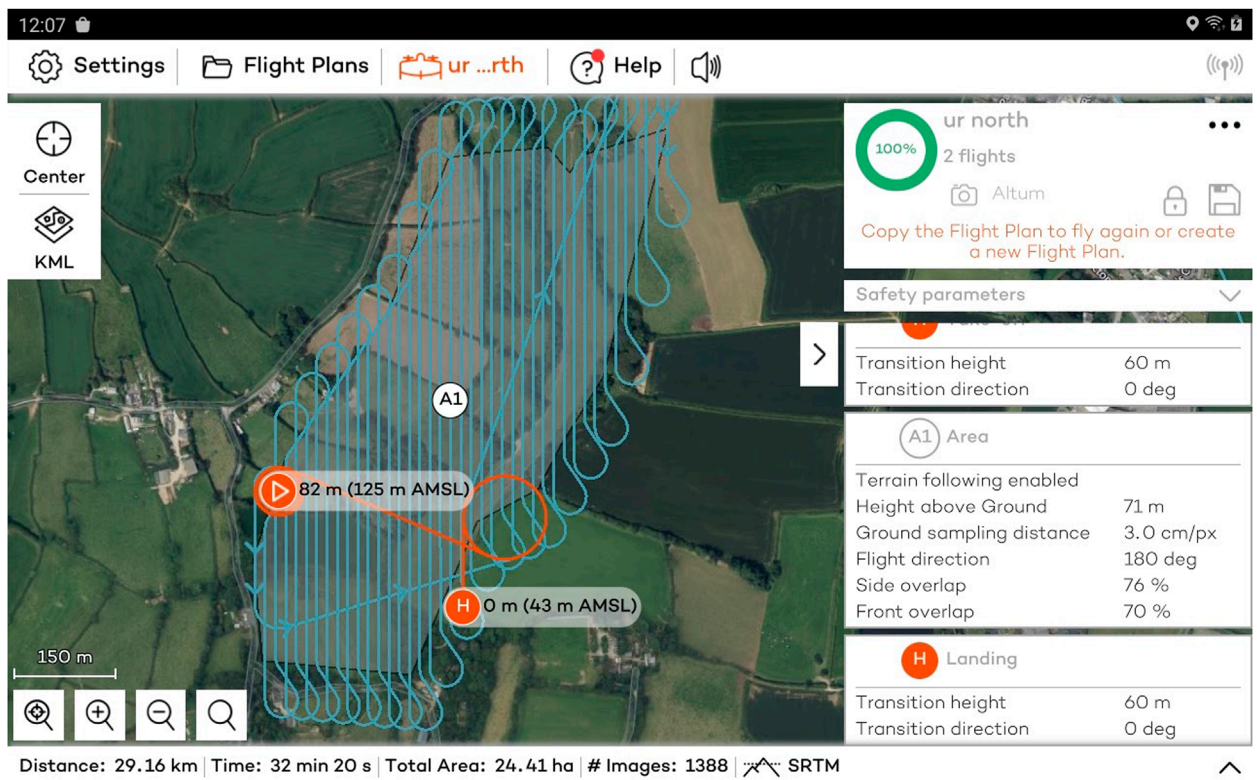 12:07
Settings
Flight Plans
ur ...rth
Help
Center
KML
100%
ur north
2 flights
Altum
Copy the Flight Plan to fly again or create
a new Flight Plan.
Safety parameters
H
Transition height 60 m
Transition direction 0 deg
A1 Area
Terrain following enabled
Height above Ground 71 m
Ground sampling distance 3.0 cm/px
Flight direction 180 deg
Side overlap 76 %
Front overlap 70 %
H Landing
Transition height 60 m
Transition direction 0 deg
A1
82 m (125 m AMSL)
H 0 m (43 m AMSL)
150 m
Distance: 29.16 km Time: 32 min 20 s Total Area: 24.41 ha # Images: 1388 SRTM